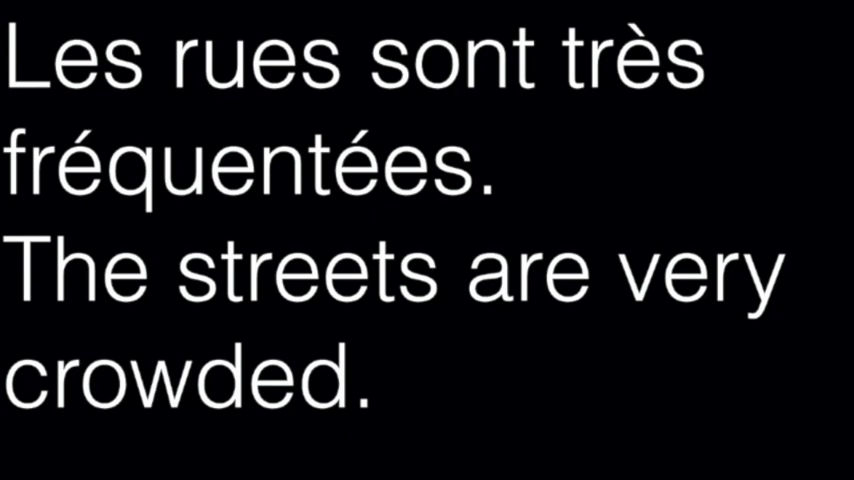 Les rues sont très
fréquentées.
The streets are very
crowded.